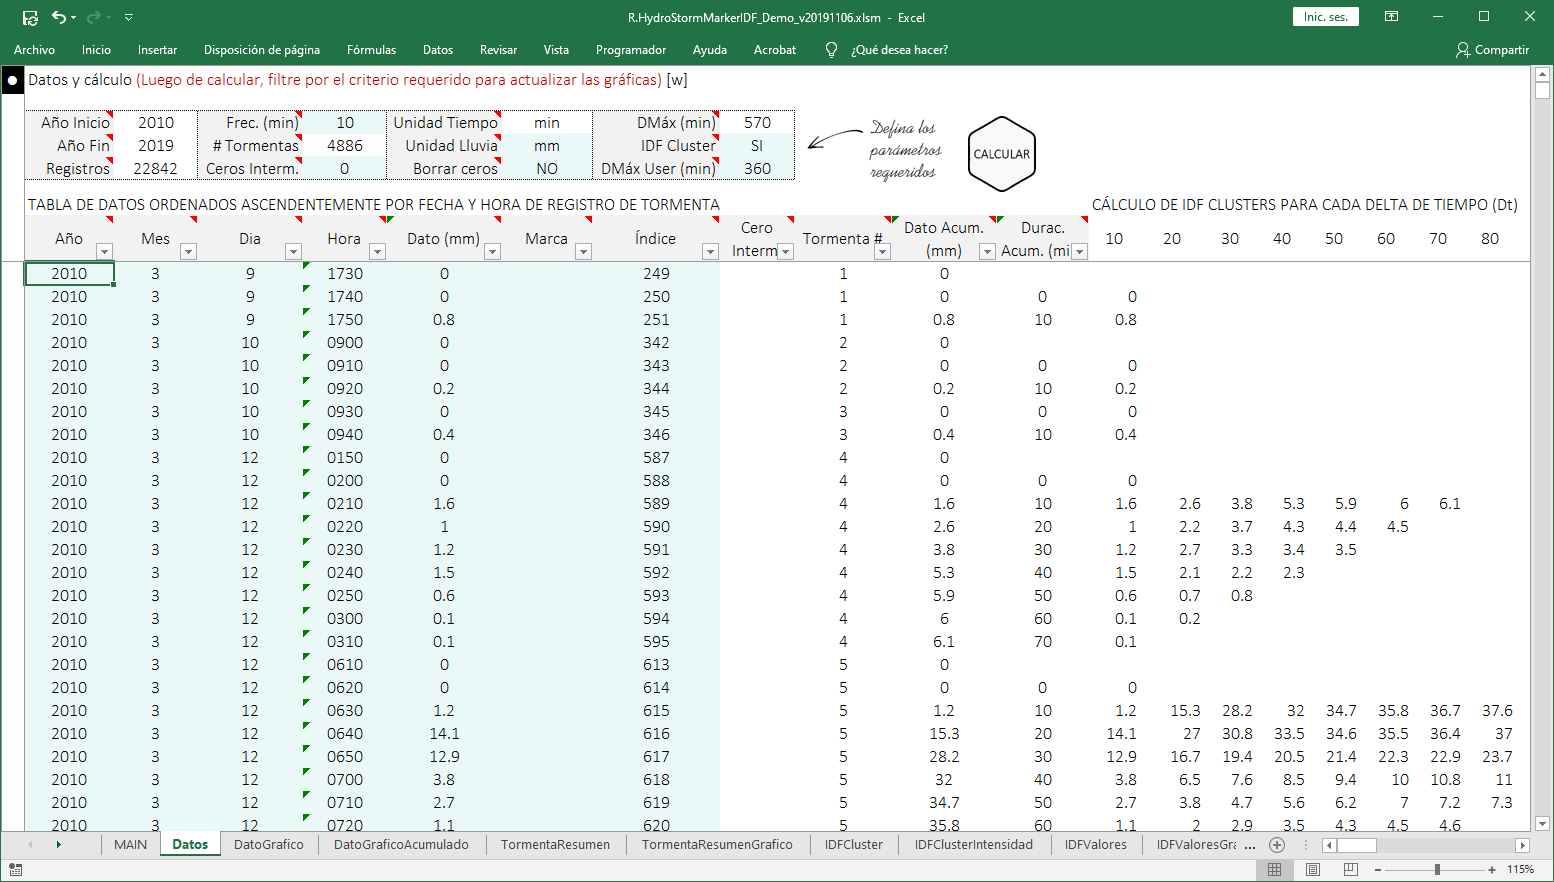 R.HydroStormMarkerIDF_Demo_v20191106.xlsm - Excel
Inic. ses.
Archivo Inicio Insertar Disposición de página Fórmulas Datos Revisar Vista Programador Ayuda Acrobat ¿Qué desea hacer? Compartir
Datos y cálculo (Luego de calcular, filtre por el criterio requerido para actualizar las gráficas) [w]
Año Inicio 2010 Frec. (min) 10 Unidad Tiempo min DMáx (min) 570
Año Fin 2019 # Tormentas 4886 Unidad Lluvia mm IDF Cluster SI
Registros 22842 Ceros Interm. 0 Borrar ceros NO DMáx User (min) 360
Defina los
parámetros
requeridos
CALCULAR
TABLA DE DATOS ORDENADOS ASCENDENTEMENTE POR FECHA Y HORA DE REGISTRO DE TORMENTA CÁLCULO DE IDF CLUSTERS PARA CADA DELTA DE TIEMPO (Dt)
Año Mes Dia Hora Dato (mm) Marca Índice Cero Interm Tormenta # Dato Acum. (mm) Durac. Acum. (mi 10 20 30 40 50 60 70 80
2010 3 9 1730 0 249 1 0
2010 3 9 1740 0 250 1 0 0 0
2010 3 9 1750 0.8 251 1 0.8 10 0.8
2010 3 10 0900 0 342 2 0
2010 3 10 0910 0 343 2 0 0 0
2010 3 10 0920 0.2 344 2 0.2 10 0.2
2010 3 10 0930 0 345 3 0 0 0
2010 3 10 0940 0.4 346 3 0.4 10 0.4
2010 3 12 0150 0 587 4 0
2010 3 12 0200 0 588 4 0 0 0
2010 3 12 0210 1.6 589 4 1.6 10 1.6 2.6 3.8 5.3 5.9 6 6.1
2010 3 12 0220 1 590 4 2.6 20 1 2.2 3.7 4.3 4.4 4.5
2010 3 12 0230 1.2 591 4 3.8 30 1.2 2.7 3.3 3.4 3.5
2010 3 12 0240 1.5 592 4 5.3 40 1.5 2.1 2.2 2.3
2010 3 12 0250 0.6 593 4 5.9 50 0.6 0.7 0.8
2010 3 12 0300 0.1 594 4 6 60 0.1 0.2
2010 3 12 0310 0.1 595 4 6.1 70 0.1
2010 3 12 0610 0 613 5 0
2010 3 12 0620 0 614 5 0 0 0
2010 3 12 0630 1.2 615 5 1.2 10 1.2 15.3 28.2 32 34.7 35.8 36.7 37.6
2010 3 12 0640 14.1 616 5 15.3 20 14.1 27 30.8 33.5 34.6 35.5 36.4 37
2010 3 12 0650 12.9 617 5 28.2 30 12.9 16.7 19.4 20.5 21.4 22.3 22.9 23.7
2010 3 12 0700 3.8 618 5 32 40 3.8 6.5 7.6 8.5 9.4 10 10.8 11
2010 3 12 0710 2.7 619 5 34.7 50 2.7 3.8 4.7 5.6 6.2 7 7.2 7.3
2010 3 12 0720 1.1 620 5 35.8 60 1.1 2 2.9 3.5 4.3 4.5 4.6
MAIN Datos DatoGrafico DatoGraficoAcumulado TormentaResumen TormentaResumenGrafico IDFCluster IDFClusterIntensidad IDFValores IDFValoresGra ...
115%